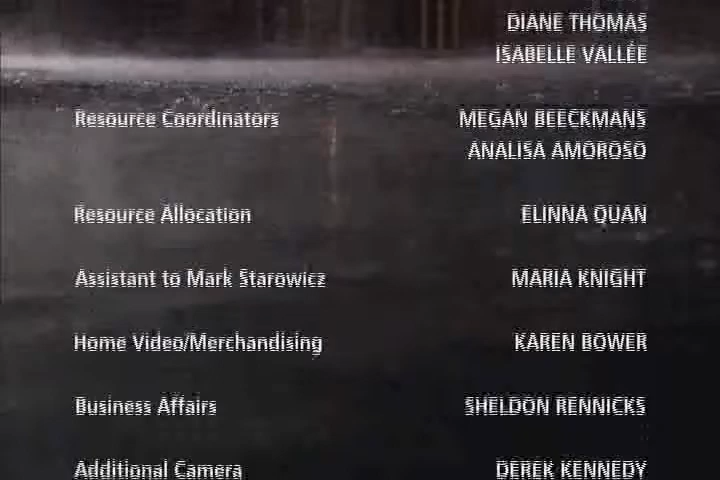 DIANE THOMAS
ISABELLE VALLÉE
Resource Coordinators MEGAN BEECKMANS
ANALISA AMOROSO
Resource Allocation ELINNA QUAN
Assistant to Mark Starowicz MARIA KNIGHT
Home Video/Merchandising KAREN BOWER
Business Affairs SHELDON RENNICKS
Additional Camera DEREK KENNEDY